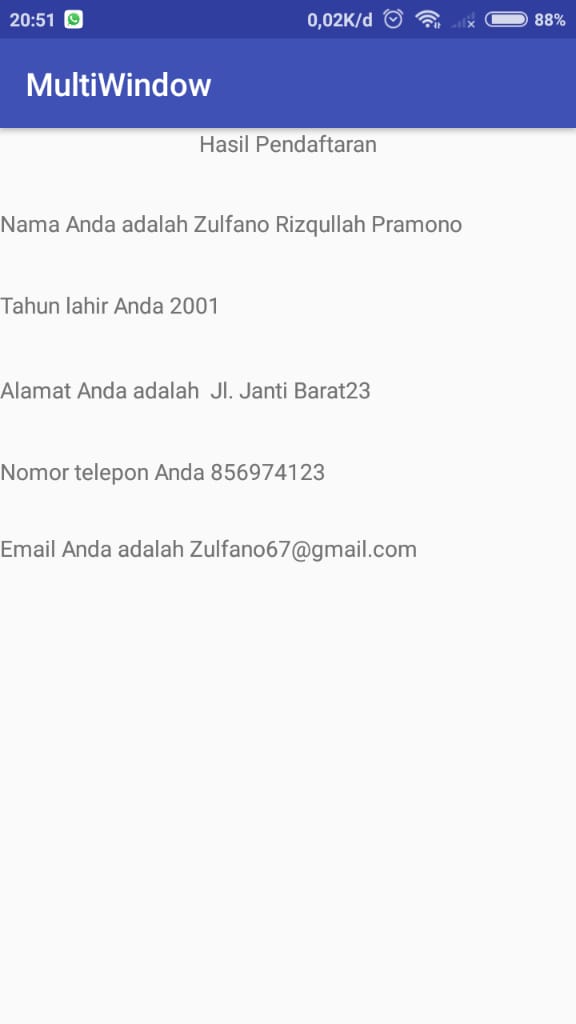 20:51 0,02K/d 88%
MultiWindow
Hasil Pendaftaran
Nama Anda adalah Zulfano Rizqullah Pramono
Tahun lahir Anda 2001
Alamat Anda adalah  Jl. Janti Barat23
Nomor telepon Anda 856974123
Email Anda adalah Zulfano67@gmail.com